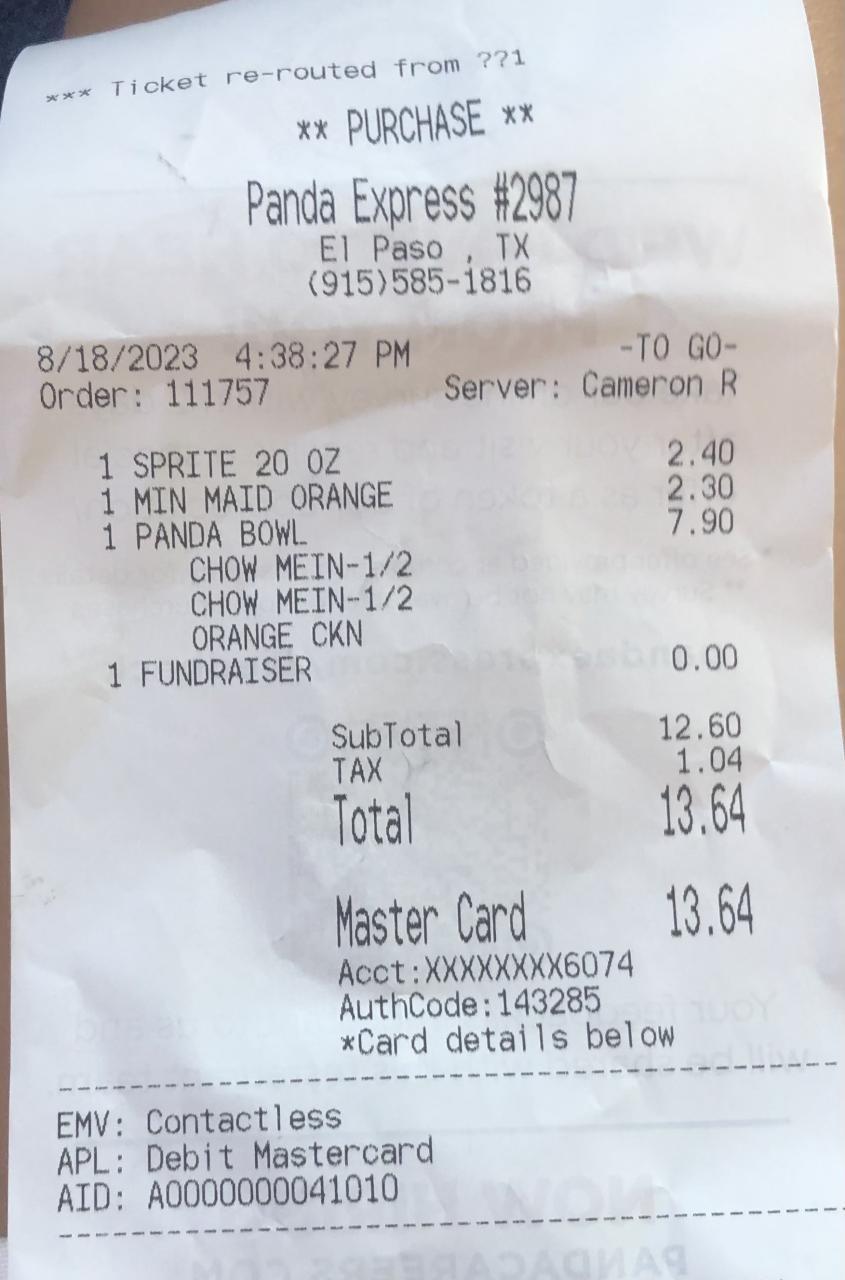 *** Ticket re-routed from ??1
** PURCHASE **
Panda Express #2987
El Paso , TX
(915)585-1816
8/18/2023 4:38:27 PM -TO GO-
Order: 111757 Server: Cameron R
1 SPRITE 20 OZ 2.40
1 MIN MAID ORANGE 2.30
1 PANDA BOWL 7.90
CHOW MEIN-1/2
CHOW MEIN-1/2
ORANGE CKN
1 FUNDRAISER 0.00
SubTotal 12.60
TAX 1.04
Total 13.64
Master Card 13.64
Acct:XXXXXXXX6074
AuthCode:143285
*Card details below
EMV: Contactless
APL: Debit Mastercard
AID: A0000000041010